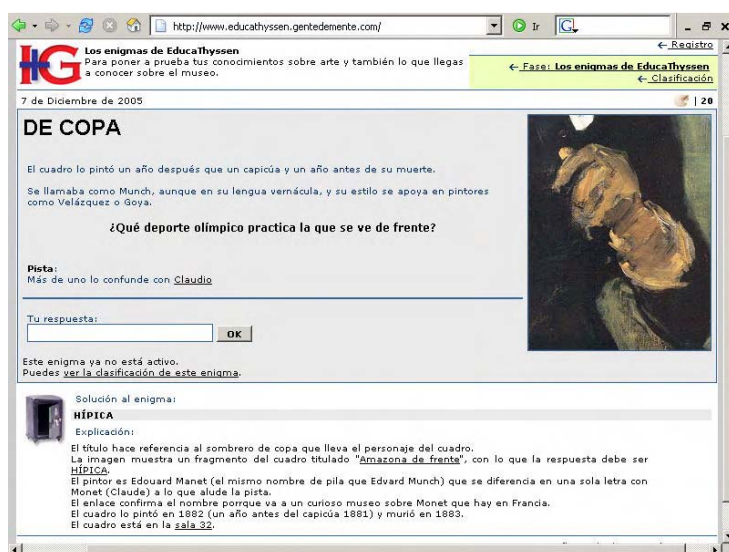 http://www.educathyssen.gentedemente.com/
Ir
G
HG
Los enigmas de EducaThyssen
Para poner a prueba tus conocimientos sobre arte y también lo que llegas
a conocer sobre el museo.
← Registro
← Fase: Los enigmas de EducaThyssen
← Clasificación
7 de Diciembre de 2005
| 20
DE COPA
El cuadro lo pintó un año después que un capicúa y un año antes de su muerte.
Se llamaba como Munch, aunque en su lengua vernácula, y su estilo se apoya en pintores
como Velázquez o Goya.
¿Qué deporte olímpico practica la que se ve de frente?
Pista:
Más de uno lo confunde con Claudio
Tu respuesta:
OK
Este enigma ya no está activo.
Puedes ver la clasificación de este enigma.
Solución al enigma:
HÍPICA
Explicación:
El título hace referencia al sombrero de copa que lleva el personaje del cuadro.
La imagen muestra un fragmento del cuadro titulado "Amazona de frente", con lo que la respuesta debe ser
HÍPICA.
El pintor es Edouard Manet (el mismo nombre de pila que Edvard Munch) que se diferencia en una sola letra con
Monet (Claude) a lo que alude la pista.
El enlace confirma el nombre porrque va a un curioso museo sobre Monet que hay en Francia.
El cuadro lo pintó en 1882 (un año antes del capicúa 1881) y murió en 1883.
El cuadro está en la sala 32.